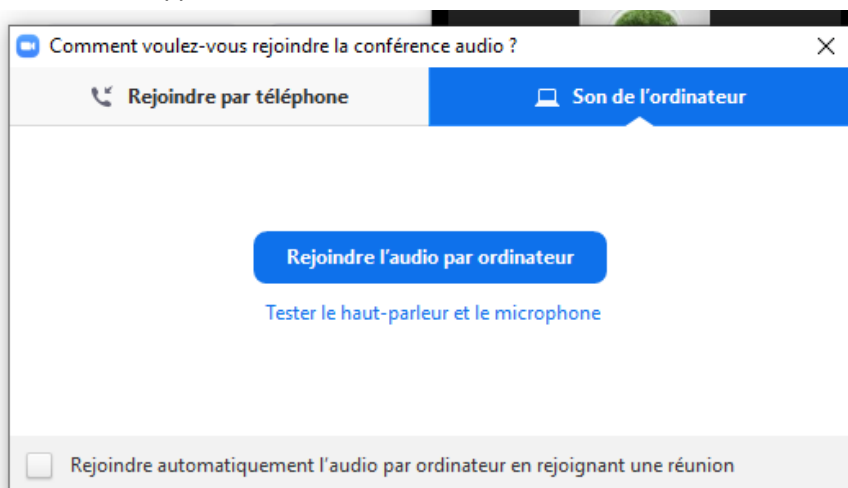 Comment voulez-vous rejoindre la conférence audio ?
Rejoindre par téléphone
Son de l'ordinateur
Rejoindre l'audio par ordinateur
Tester le haut-parleur et le microphone
Rejoindre automatiquement l'audio par ordinateur en rejoignant une réunion